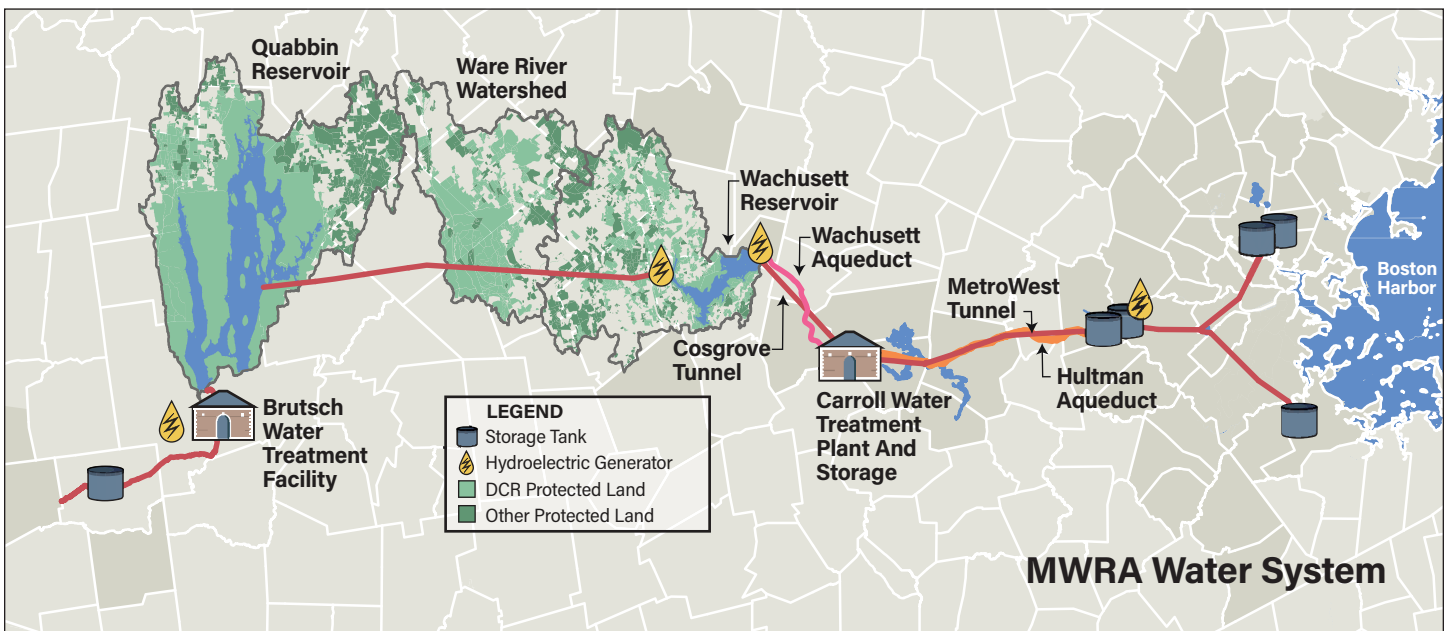 Quabbin
Reservoir
Ware River
Watershed
Wachusett
Reservoir
Wachusett
Aqueduct
MetroWest
Tunnel
Boston
Harbor
Cosgrove
Tunnel
Hultman
Aqueduct
Carroll Water
Treatment
Plant And
Storage
Brutsch
Water
Treatment
Facility
LEGEND
Storage Tank
Hydroelectric Generator
DCR Protected Land
Other Protected Land
MWRA Water System